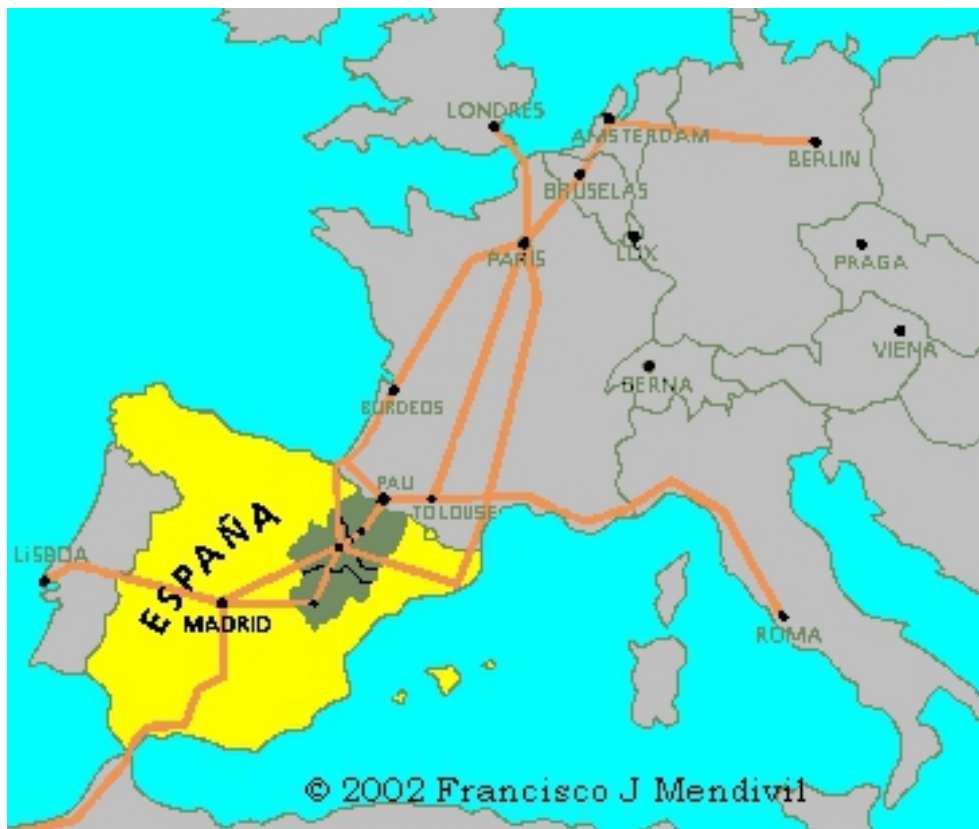 LONDRES
AMSTERDAM
BERLIN
BRUSELAS
PARIS
LUX
PRAGA
VIENA
BERNA
BURDEOS
PAU
TOLOUSE
ESPAÑA
LiSBOA
MADRID
ROMA
© 2002 Francisco J Mendivil